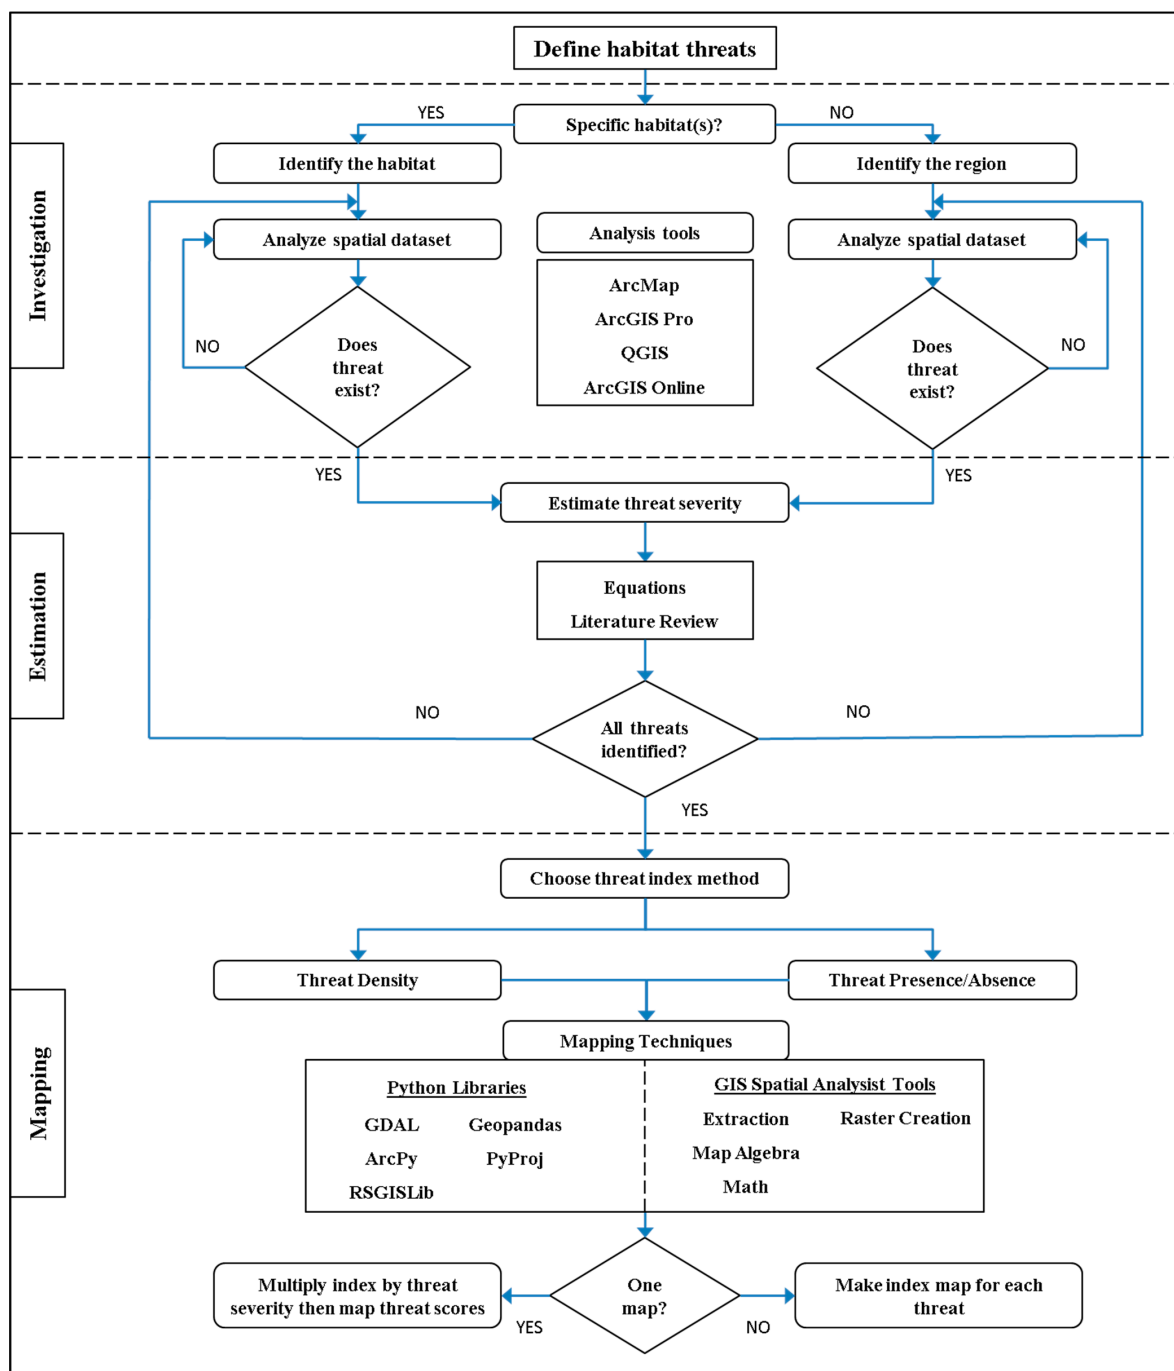 Define habitat threats
YES
Specific habitat(s)?
NO
Identify the habitat
Identify the region
Investigation
Analyze spatial dataset
Analysis tools
Analyze spatial dataset
ArcMap
ArcGIS Pro
QGIS
ArcGIS Online
NO
Does
threat
exist?
Does
threat
exist?
NO
YES
YES
Estimate threat severity
Estimation
Equations
Literature Review
NO
All threats
identified?
NO
YES
Choose threat index method
Threat Density
Threat Presence/Absence
Mapping
Mapping Techniques
Python Libraries
GDAL
Geopandas
ArcPy
PyProj
RSGISLib
GIS Spatial Analysist Tools
Extraction
Raster Creation
Map Algebra
Math
Multiply index by threat
severity then map threat scores
One
map?
Make index map for each
threat
YES
NO